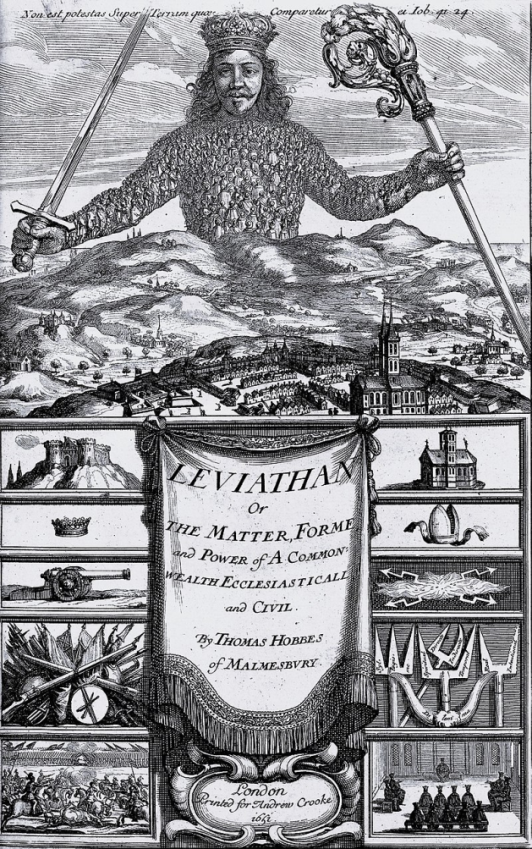 Non est potestas Super Terram quæ Comparetur ei Iob. 41. 24.
LEVIATHAN
Or
THE MATTER, FORME
and POWER of A COMMON-
WEALTH ECCLESIASTICALL
and CIVIL.
By THOMAS HOBBES
of MALMESBVRY.
London
Printed for Andrew Crooke
1651